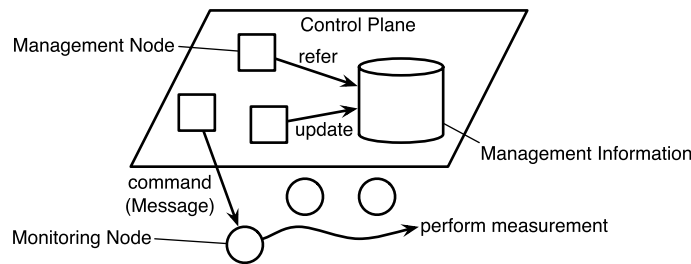 Control Plane
Management Node
refer
update
Management Information
command
(Message)
perform measurement
Monitoring Node